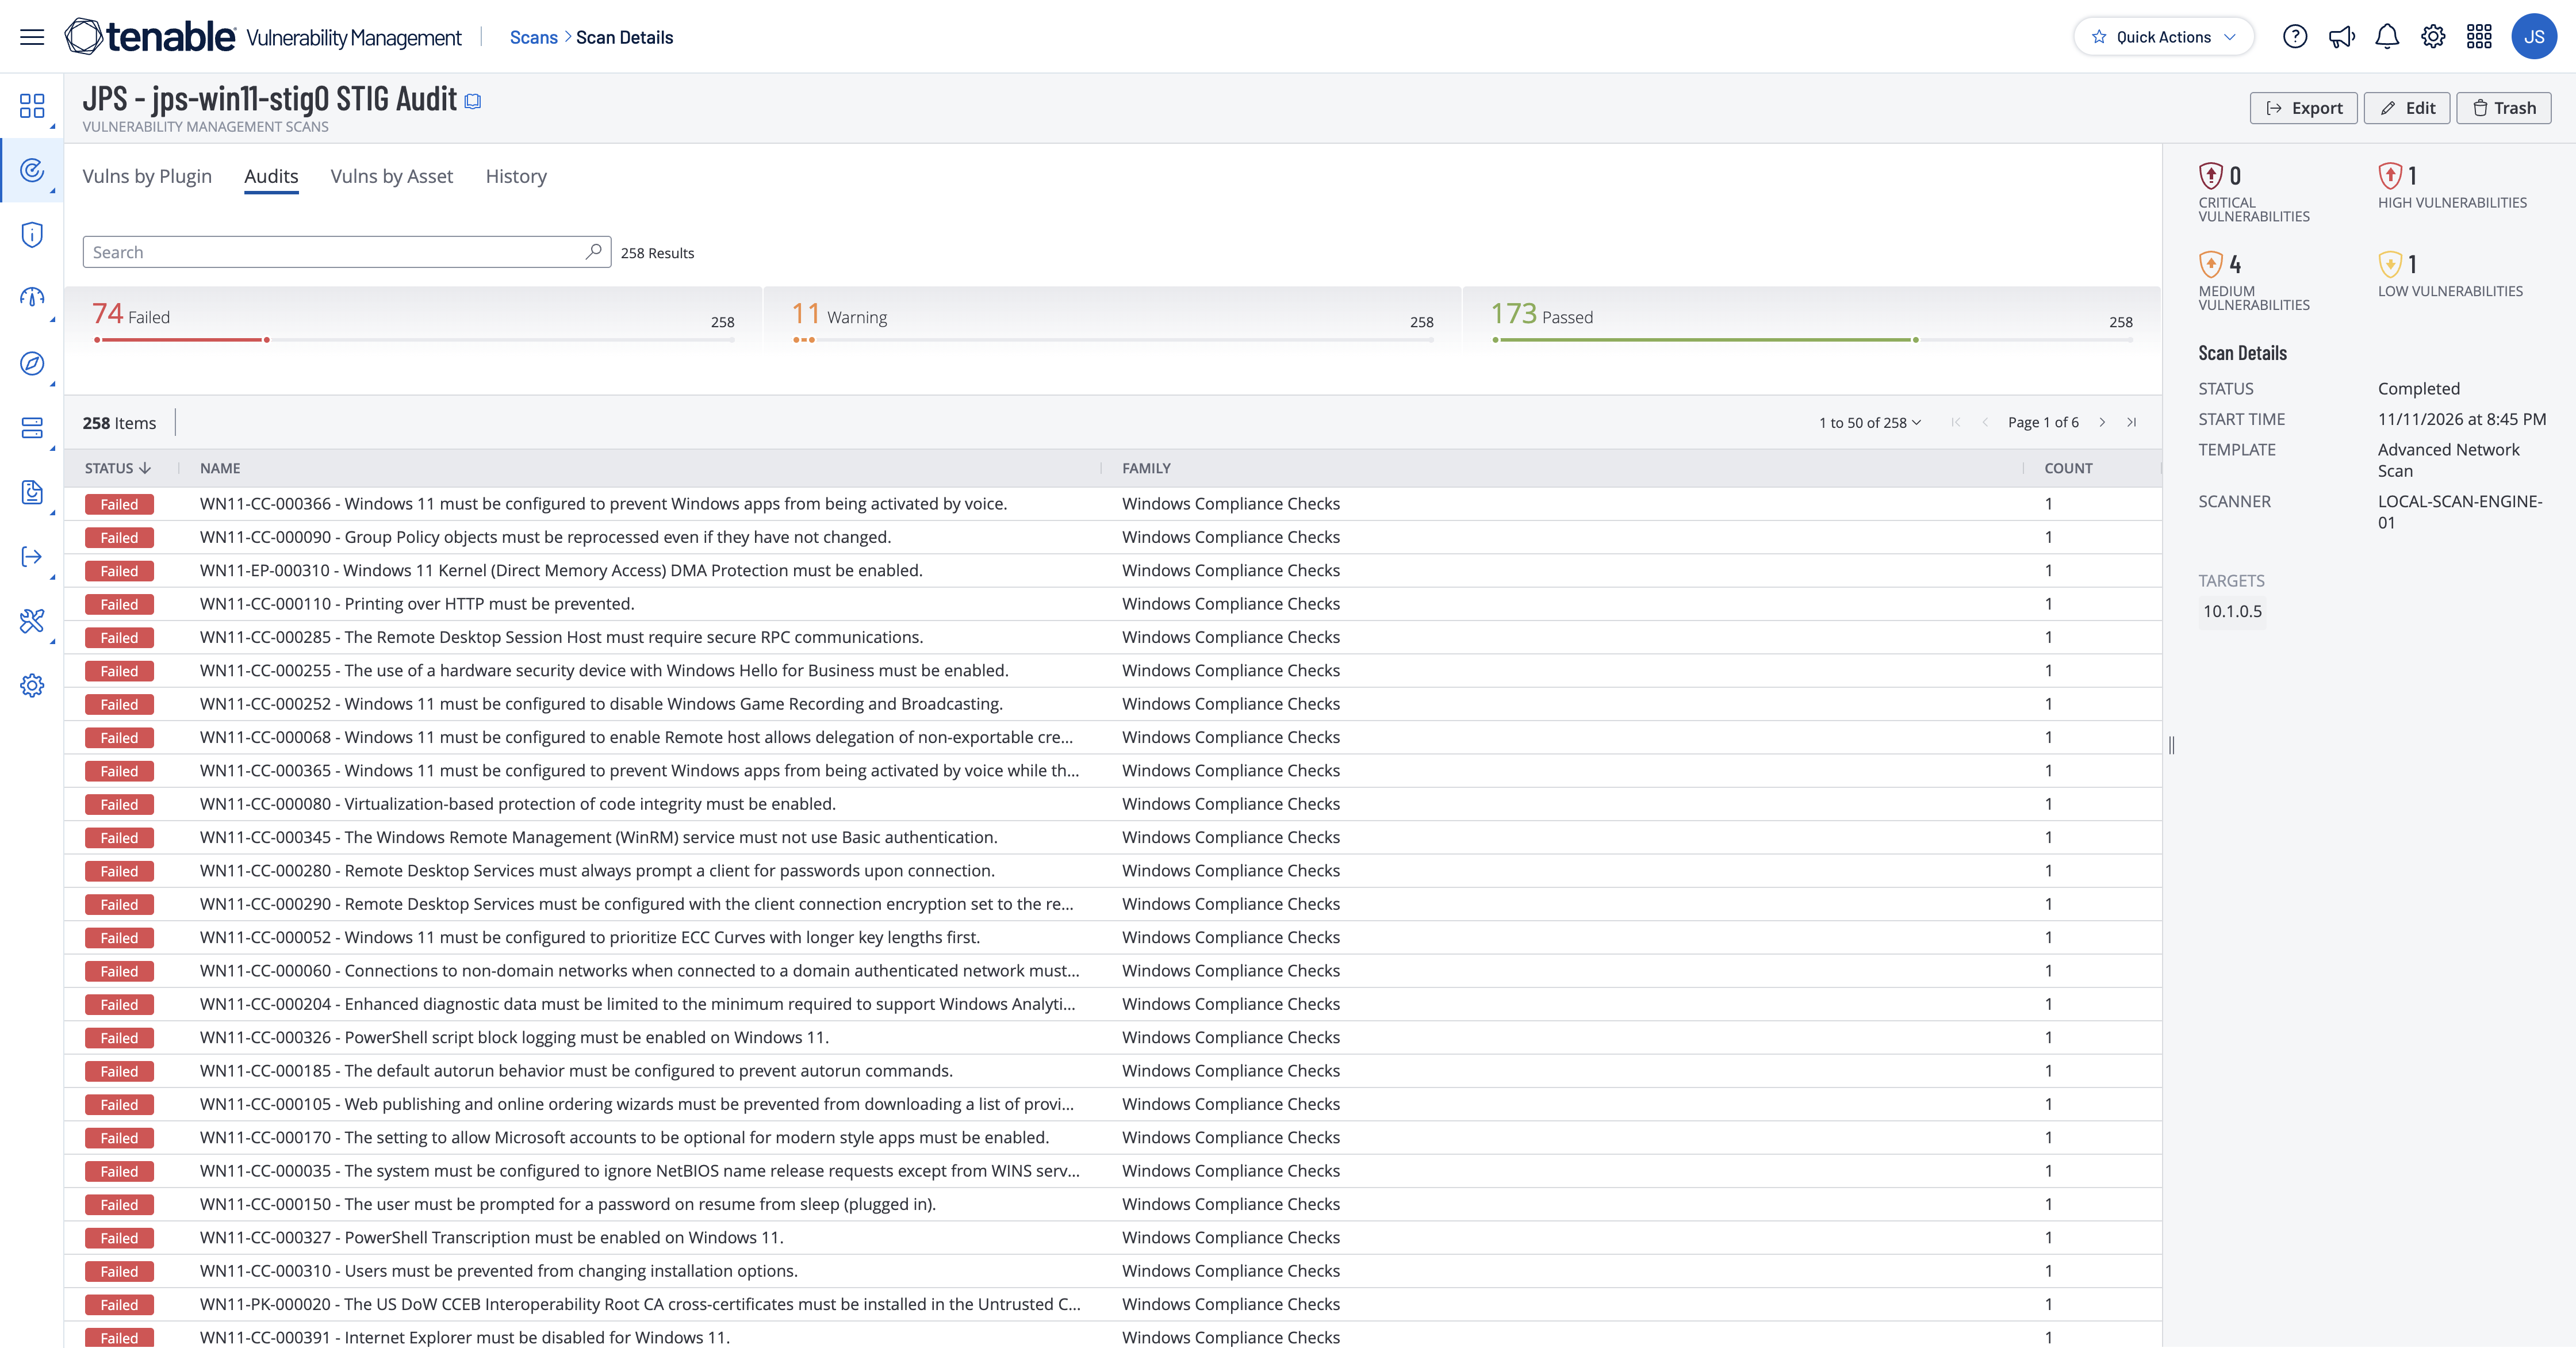 tenable Vulnerability Management | Scans > Scan Details
Quick Actions
JS
JPS - jps-win11-stig0 STIG Audit
VULNERABILITY MANAGEMENT SCANS
Export
Edit
Trash
Vulns by Plugin
Audits
Vulns by Asset
History
Search
258 Results
74 Failed 258
11 Warning 258
173 Passed 258
258 Items
1 to 50 of 258
Page 1 of 6
STATUS NAME FAMILY COUNT
Failed WN11-CC-000366 - Windows 11 must be configured to prevent Windows apps from being activated by voice. Windows Compliance Checks 1
Failed WN11-CC-000090 - Group Policy objects must be reprocessed even if they have not changed. Windows Compliance Checks 1
Failed WN11-EP-000310 - Windows 11 Kernel (Direct Memory Access) DMA Protection must be enabled. Windows Compliance Checks 1
Failed WN11-CC-000110 - Printing over HTTP must be prevented. Windows Compliance Checks 1
Failed WN11-CC-000285 - The Remote Desktop Session Host must require secure RPC communications. Windows Compliance Checks 1
Failed WN11-CC-000255 - The use of a hardware security device with Windows Hello for Business must be enabled. Windows Compliance Checks 1
Failed WN11-CC-000252 - Windows 11 must be configured to disable Windows Game Recording and Broadcasting. Windows Compliance Checks 1
Failed WN11-CC-000068 - Windows 11 must be configured to enable Remote host allows delegation of non-exportable cre... Windows Compliance Checks 1
Failed WN11-CC-000365 - Windows 11 must be configured to prevent Windows apps from being activated by voice while th... Windows Compliance Checks 1
Failed WN11-CC-000080 - Virtualization-based protection of code integrity must be enabled. Windows Compliance Checks 1
Failed WN11-CC-000345 - The Windows Remote Management (WinRM) service must not use Basic authentication. Windows Compliance Checks 1
Failed WN11-CC-000280 - Remote Desktop Services must always prompt a client for passwords upon connection. Windows Compliance Checks 1
Failed WN11-CC-000290 - Remote Desktop Services must be configured with the client connection encryption set to the re... Windows Compliance Checks 1
Failed WN11-CC-000052 - Windows 11 must be configured to prioritize ECC Curves with longer key lengths first. Windows Compliance Checks 1
Failed WN11-CC-000060 - Connections to non-domain networks when connected to a domain authenticated network must... Windows Compliance Checks 1
Failed WN11-CC-000204 - Enhanced diagnostic data must be limited to the minimum required to support Windows Analyti... Windows Compliance Checks 1
Failed WN11-CC-000326 - PowerShell script block logging must be enabled on Windows 11. Windows Compliance Checks 1
Failed WN11-CC-000185 - The default autorun behavior must be configured to prevent autorun commands. Windows Compliance Checks 1
Failed WN11-CC-000105 - Web publishing and online ordering wizards must be prevented from downloading a list of provi... Windows Compliance Checks 1
Failed WN11-CC-000170 - The setting to allow Microsoft accounts to be optional for modern style apps must be enabled. Windows Compliance Checks 1
Failed WN11-CC-000035 - The system must be configured to ignore NetBIOS name release requests except from WINS serv... Windows Compliance Checks 1
Failed WN11-CC-000150 - The user must be prompted for a password on resume from sleep (plugged in). Windows Compliance Checks 1
Failed WN11-CC-000327 - PowerShell Transcription must be enabled on Windows 11. Windows Compliance Checks 1
Failed WN11-CC-000310 - Users must be prevented from changing installation options. Windows Compliance Checks 1
Failed WN11-PK-000020 - The US DoW CCEB Interoperability Root CA cross-certificates must be installed in the Untrusted C... Windows Compliance Checks 1
Failed WN11-CC-000391 - Internet Explorer must be disabled for Windows 11. Windows Compliance Checks 1
0
CRITICAL
VULNERABILITIES
1
HIGH VULNERABILITIES
4
MEDIUM
VULNERABILITIES
1
LOW VULNERABILITIES
Scan Details
STATUS Completed
START TIME 11/11/2026 at 8:45 PM
TEMPLATE Advanced Network
Scan
SCANNER LOCAL-SCAN-ENGINE-
01
TARGETS
10.1.0.5